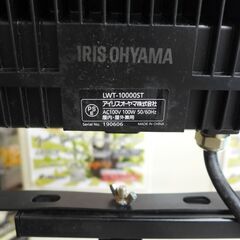 IRIS OHYAMA
LWT-10000ST
PSE
アイリスオーヤマ株式会社
AC100V 100W 50/60Hz
屋内・屋外兼用
Serial No. 190606
MADE IN CHINA